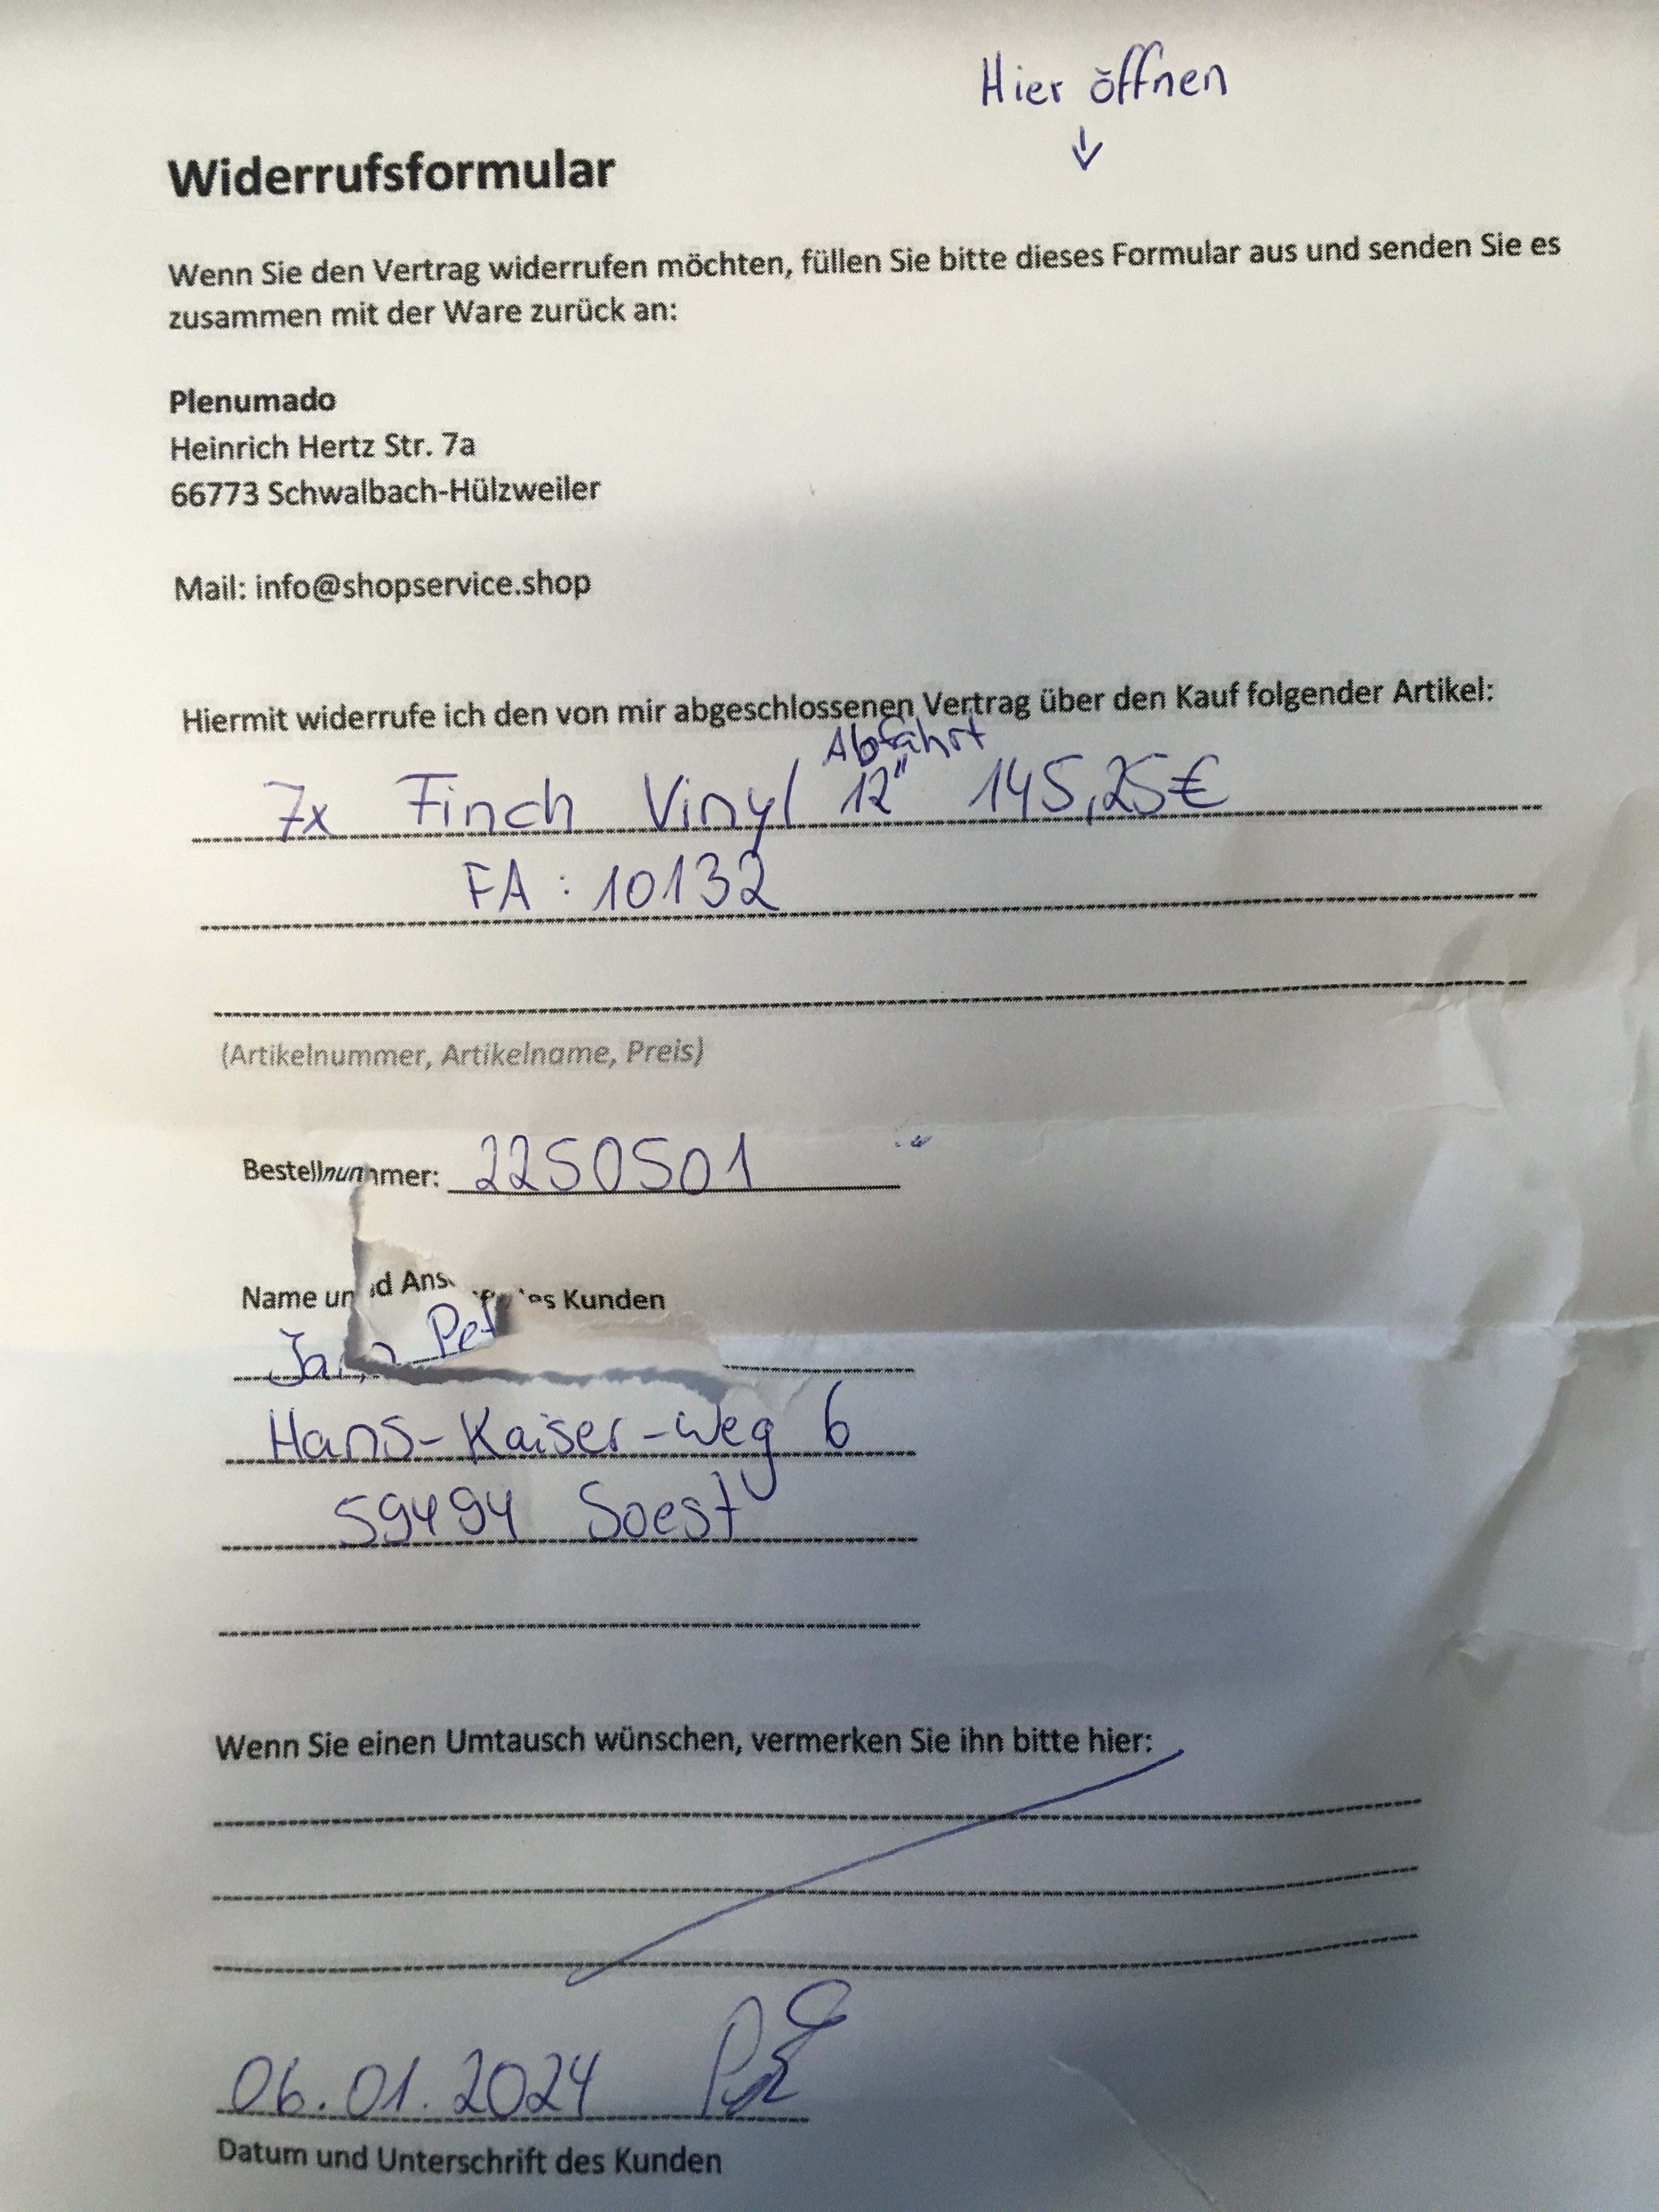 Hier öffnen
Widerrufsformular
Wenn Sie den Vertrag widerrufen möchten, füllen Sie bitte dieses Formular aus und senden Sie es
zusammen mit der Ware zurück an:
Plenumado
Heinrich Hertz Str. 7a
66773 Schwalbach-Hülzweiler
Mail: info@shopservice.shop
Hiermit widerrufe ich den von mir abgeschlossenen Vertrag über den Kauf folgender Artikel:
Abfahrt
7x Finch Vinyl 12" 145,25€
FA: 10132
(Artikelnummer, Artikelname, Preis)
Bestellnummer: 2250501
Name und des Kunden
Hans-Kaiser-Weg 6
59494 Soest
Wenn Sie einen Umtausch wünschen, vermerken Sie ihn bitte hier:
06.01.2024
Datum und Unterschrift des Kunden